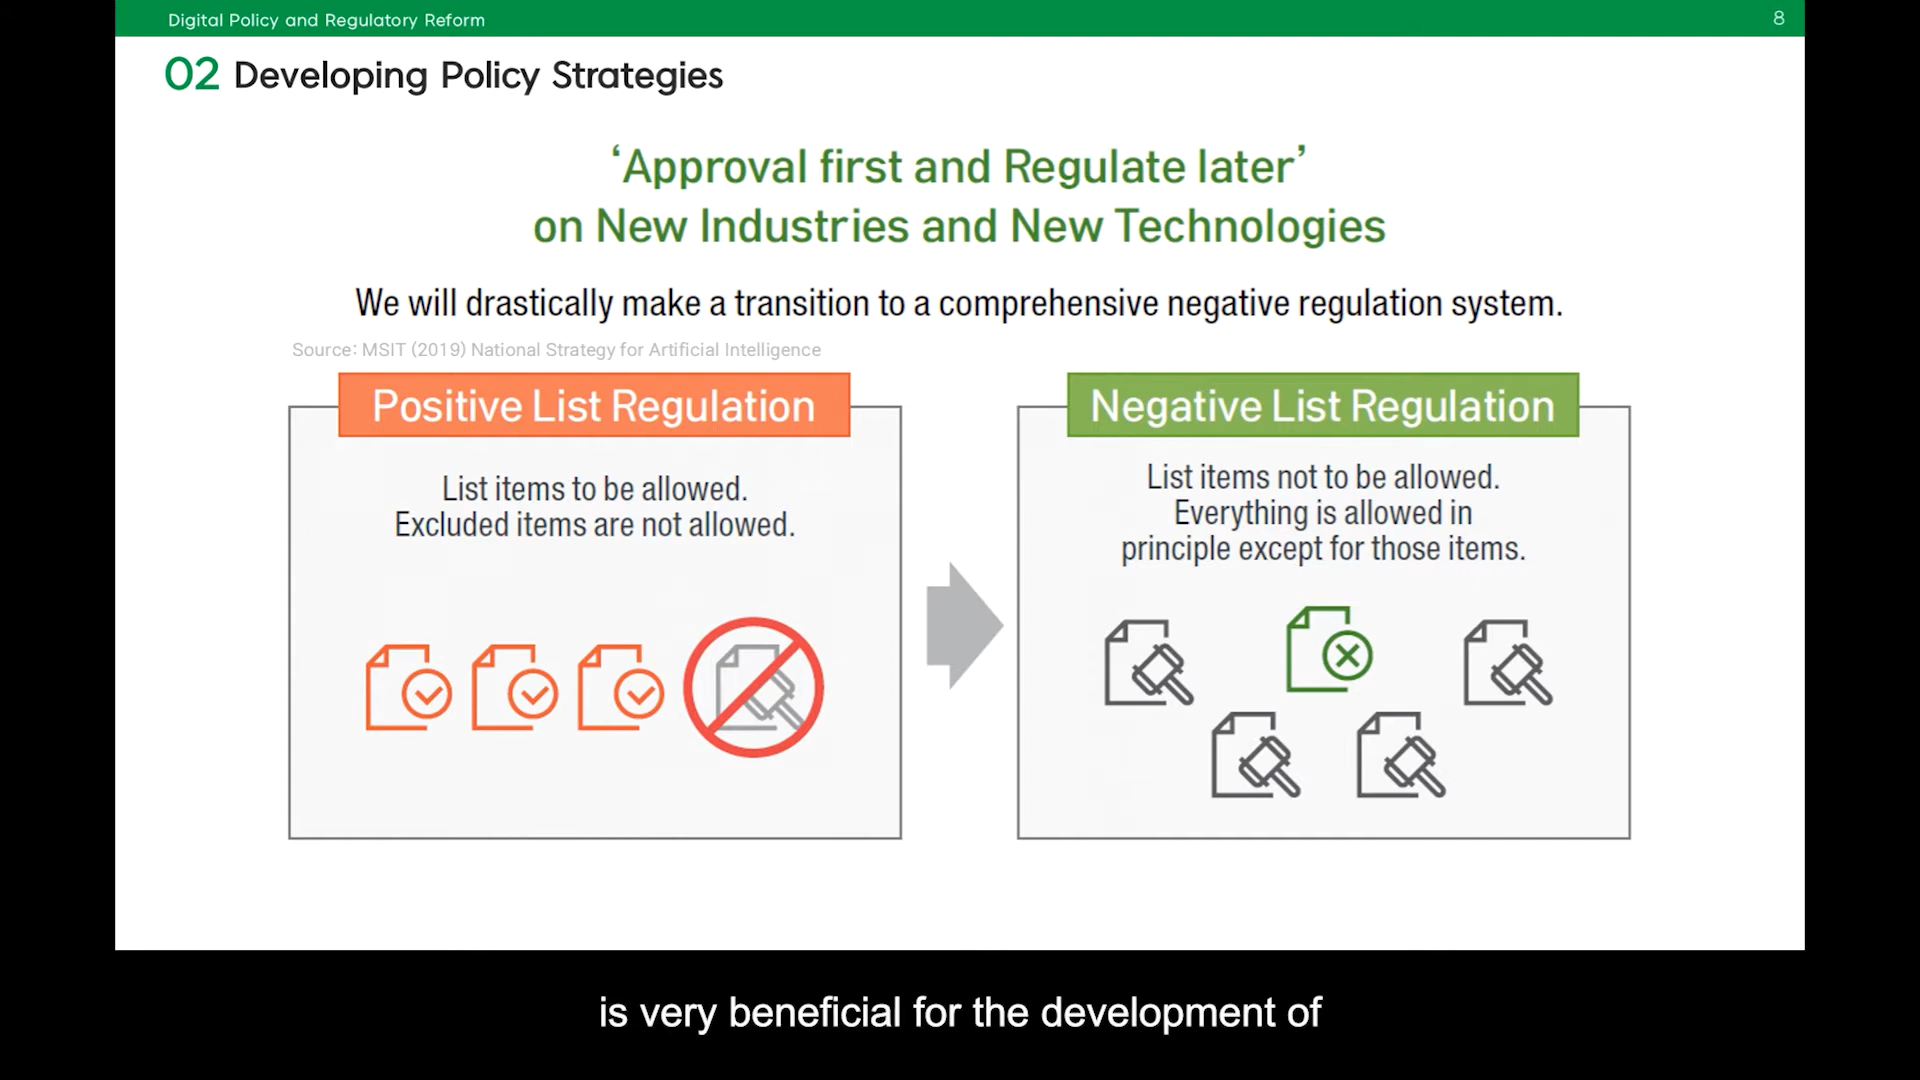 Digital Policy and Regulatory Reform
8
02 Developing Policy Strategies
‘Approval first and Regulate later’
on New Industries and New Technologies
We will drastically make a transition to a comprehensive negative regulation system.
Source: MSIT (2019) National Strategy for Artificial Intelligence
Positive List Regulation
List items to be allowed.
Excluded items are not allowed.
Negative List Regulation
List items not to be allowed.
Everything is allowed in
principle except for those items.
is very beneficial for the development of